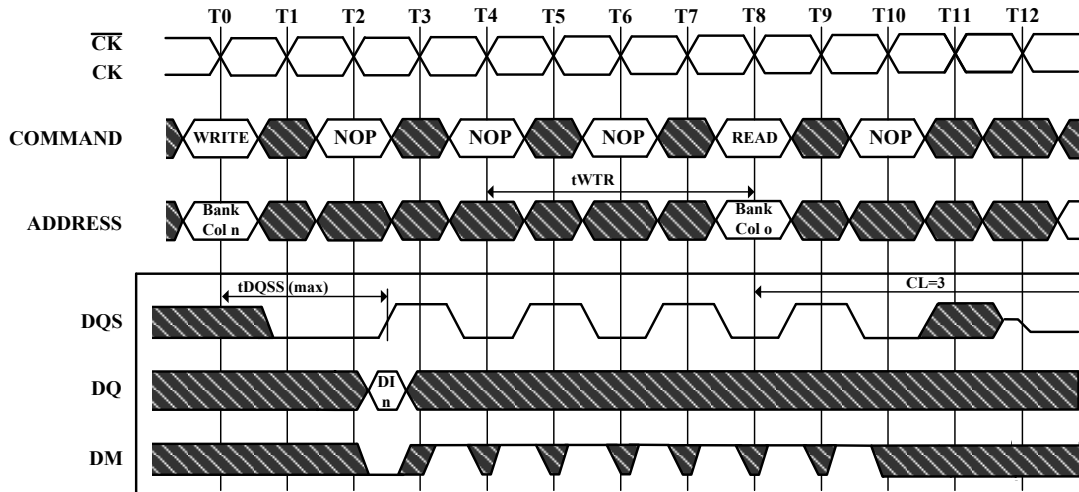 T0 T1 T2 T3 T4 T5 T6 T7 T8 T9 T10 T11 T12
CK
CK
COMMAND WRITE NOP NOP NOP READ NOP
tWTR
ADDRESS Bank Col n Bank Col o
tDQSS (max) CL=3
DQS
DQ DI n
DM